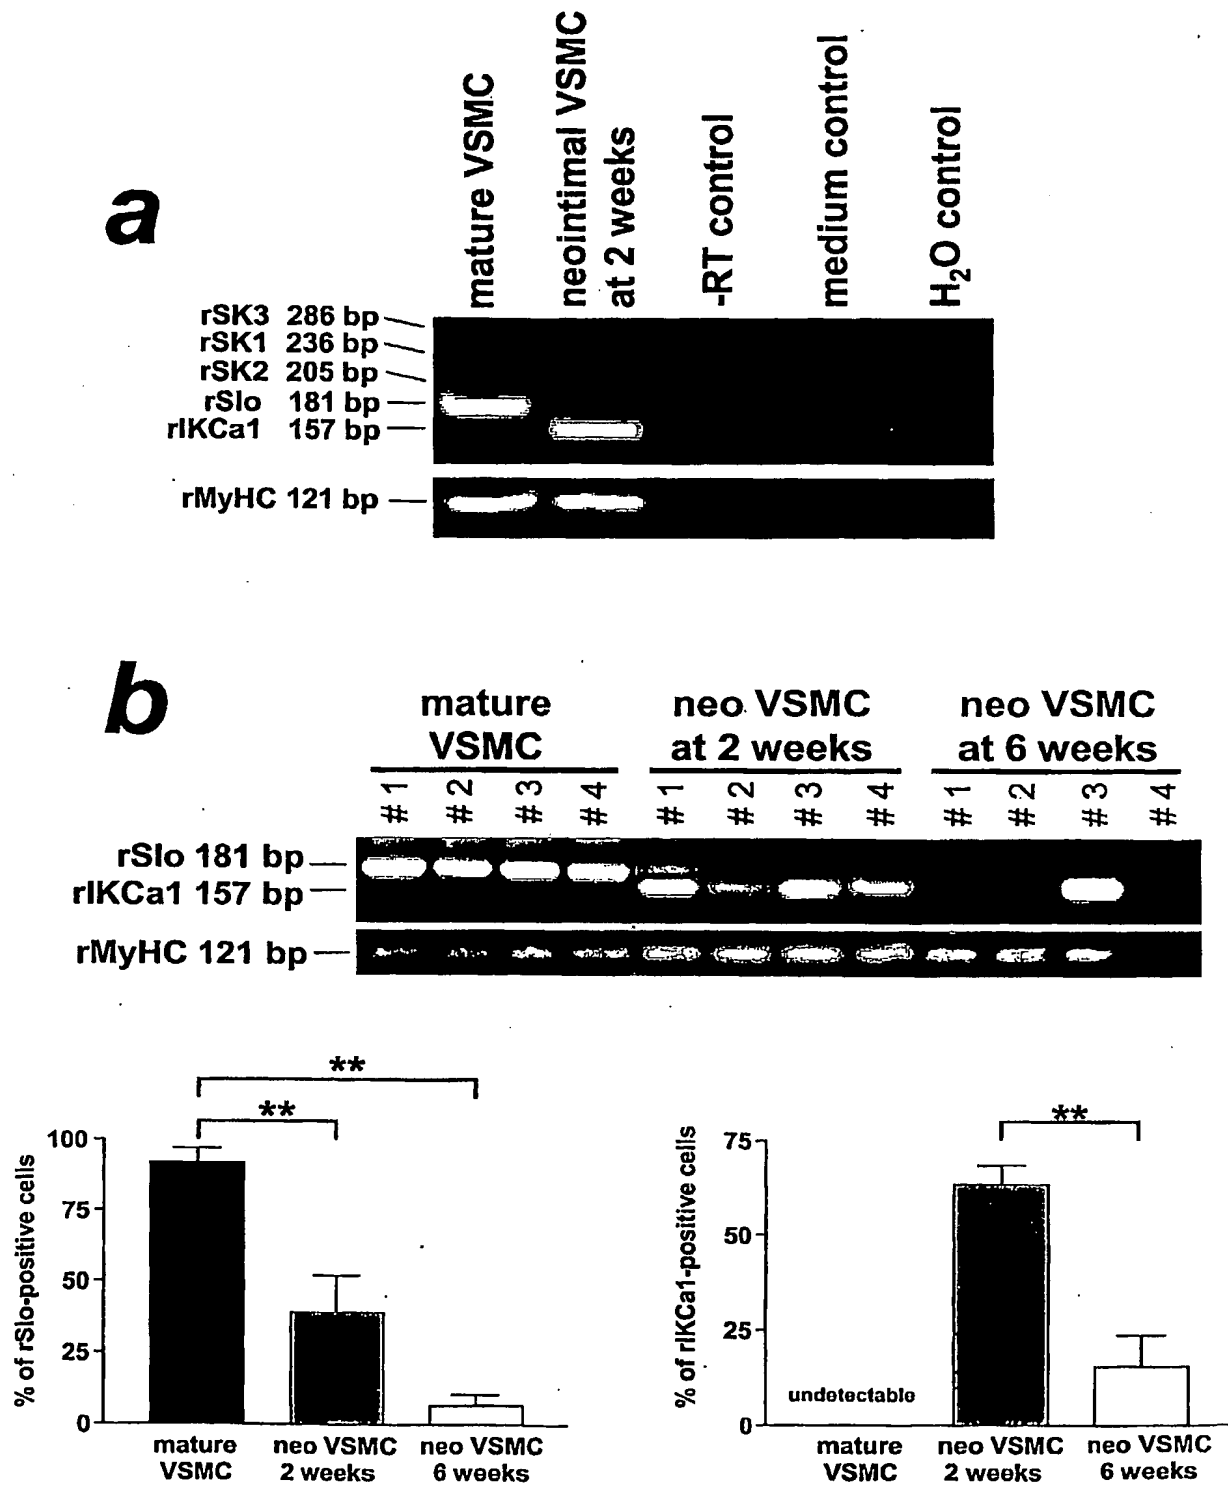 a
mature VSMC
neointimal VSMC
at 2 weeks
-RT control
medium control
H₂O control
rSK3 286 bp
rSK1 236 bp
rSK2 205 bp
rSlo 181 bp
rIKCa1 157 bp
rMyHC 121 bp
b
mature
VSMC
neo VSMC
at 2 weeks
neo VSMC
at 6 weeks
#1 #2 #3 #4 #1 #2 #3 #4 #1 #2 #3 #4
rSlo 181 bp
rIKCa1 157 bp
rMyHC 121 bp
% of rSlo-positive cells
100
75
50
25
0
**
**
mature
VSMC
neo VSMC
2 weeks
neo VSMC
6 weeks
% of rIKCa1-positive cells
75
50
25
0
**
undetectable
mature
VSMC
neo VSMC
2 weeks
neo VSMC
6 weeks